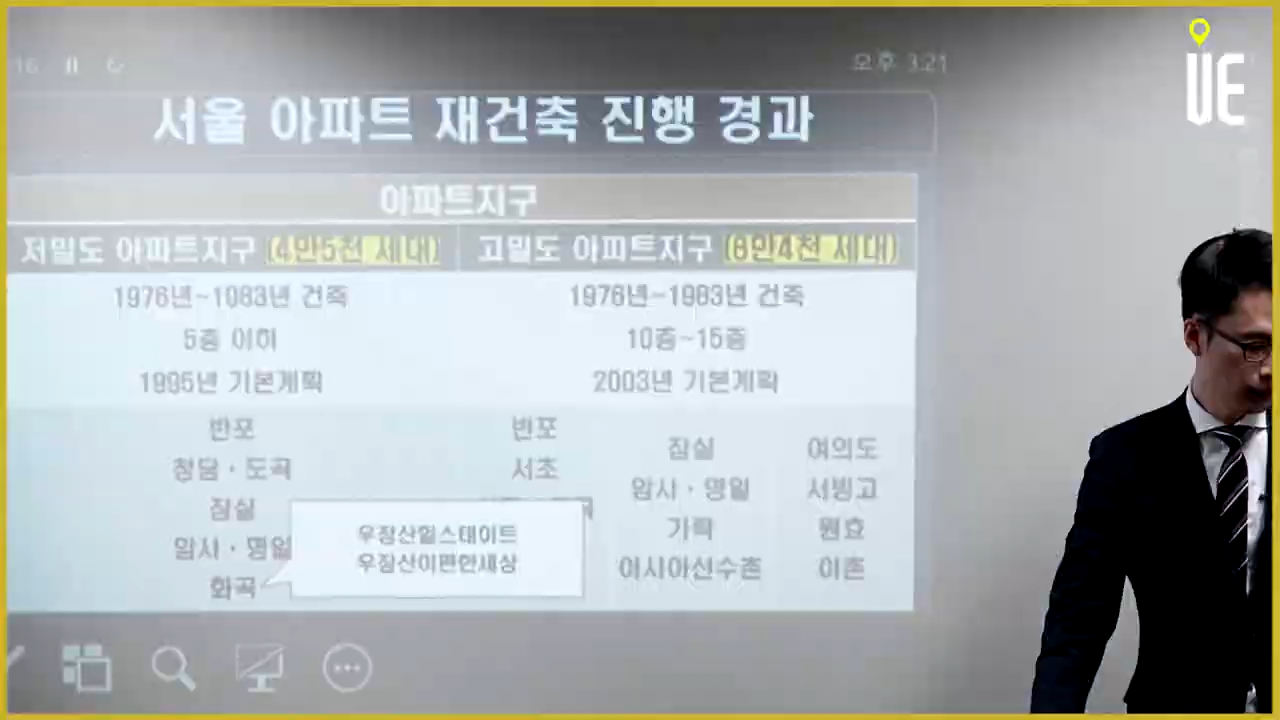 16
오후 3:21
UE
서울 아파트 재건축 진행 경과
아파트지구
저밀도 아파트지구 (4만5천 세대)
고밀도 아파트지구 (8만4천 세대)
1976년~1983년 건축
5층 이하
1995년 기본계획
1976년~1983년 건축
10층~15층
2003년 기본계획
반포
청담·도곡
잠실
암사·명일
화곡
우장산힐스테이트
우장산이편한세상
반포
서초
잠실
암사·명일
가락
아시아선수촌
여의도
서빙고
원효
이촌